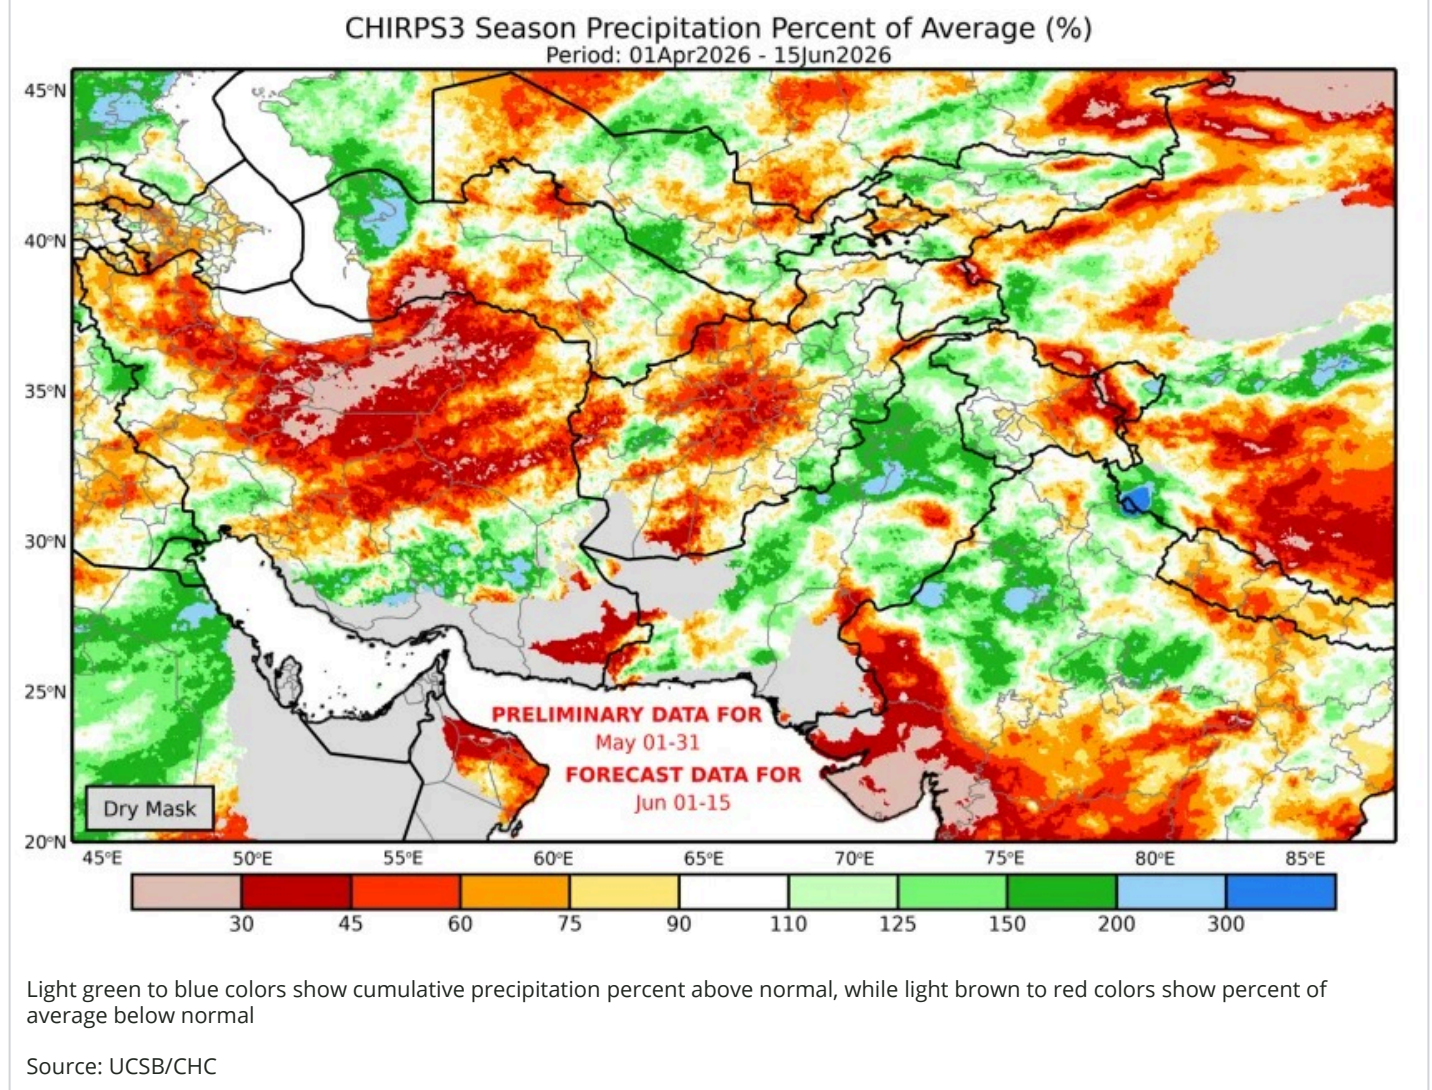 CHIRPS3 Season Precipitation Percent of Average (%)
Period: 01Apr2026 - 15Jun2026
45°N
40°N
35°N
30°N
25°N
20°N
PRELIMINARY DATA FOR
May 01-31
FORECAST DATA FOR
Jun 01-15
Dry Mask
45°E 50°E 55°E 60°E 65°E 70°E 75°E 80°E 85°E
30 45 60 75 90 110 125 150 200 300
Light green to blue colors show cumulative precipitation percent above normal, while light brown to red colors show percent of
average below normal
Source: UCSB/CHC